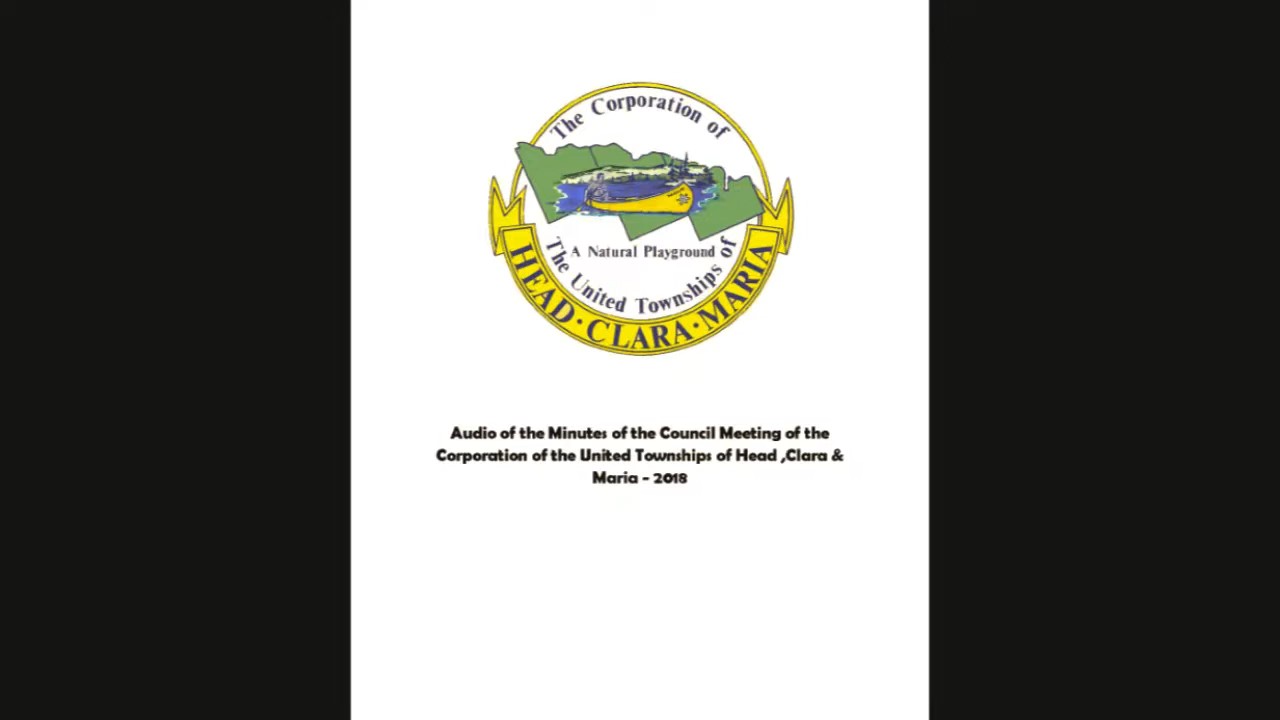 The Corporation of
A Natural Playground
The United Townships of
HEAD · CLARA · MARIA
Audio of the Minutes of the Council Meeting of the
Corporation of the United Townships of Head ,Clara &
Maria - 2018